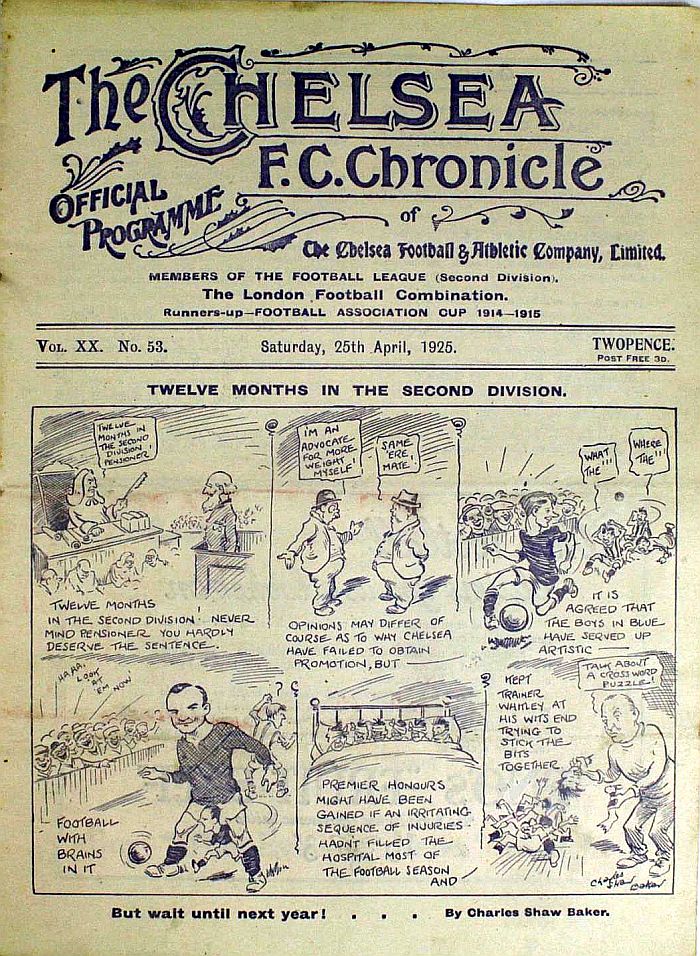 The CHELSEA
F.C. Chronicle
OFFICIAL
PROGRAMME
of
The Chelsea Football & Athletic Company, Limited.
MEMBERS OF THE FOOTBALL LEAGUE (Second Division),
The London Football Combination.
Runners-up—FOOTBALL ASSOCIATION CUP 1914—1915
VOL. XX. No. 53.
Saturday, 25th April, 1925.
TWOPENCE.
POST FREE 3D.
TWELVE MONTHS IN THE SECOND DIVISION.
TWELVE
MONTHS IN
THE SECOND
DIVISION
PENSIONER!
TWELVE MONTHS
IN THE SECOND DIVISION! NEVER
MIND PENSIONER YOU HARDLY
DESERVE THE SENTENCE.
I'M AN
ADVOCATE
FOR MORE
WEIGHT
MYSELF!
SAME
'ERE
MATE!
OPINIONS MAY DIFFER OF
COURSE AS TO WHY CHELSEA
HAVE FAILED TO OBTAIN
PROMOTION, BUT —
WHAT
THE"!!!
WHERE
THE"!!
IT IS
AGREED THAT
THE BOYS IN BLUE
HAVE SERVED UP
ARTISTIC —
HA HA.
LOOK
AT
EM NOW
FOOTBALL
WITH
BRAINS
IN IT
PREMIER HONOURS
MIGHT HAVE BEEN
GAINED IF AN IRRITATING
SEQUENCE OF INJURIES
HADN'T FILLED THE
HOSPITAL MOST OF
THE FOOTBALL SEASON
AND —
KEPT
TRAINER
WHITLEY AT
HIS WITS END
TRYING TO
STICK THE
BITS
TOGETHER
TALK ABOUT
A CROSSWORD
PUZZLE!
Charles
Shaw
Baker
But wait until next year! . . . By Charles Shaw Baker.